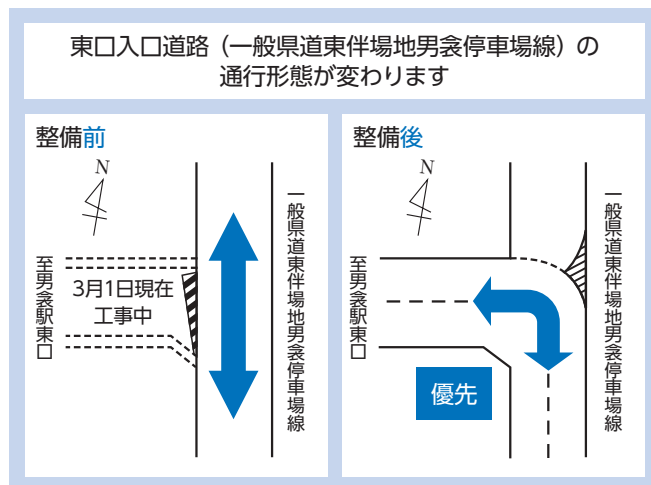 東口入口道路（一般県道東伴場地男衾停車場線）の
通行形態が変わります
整備前
N
一般県道東伴場地男衾停車場線
至男衾駅東口
3月1日現在
工事中
整備後
N
一般県道東伴場地男衾停車場線
至男衾駅東口
優先